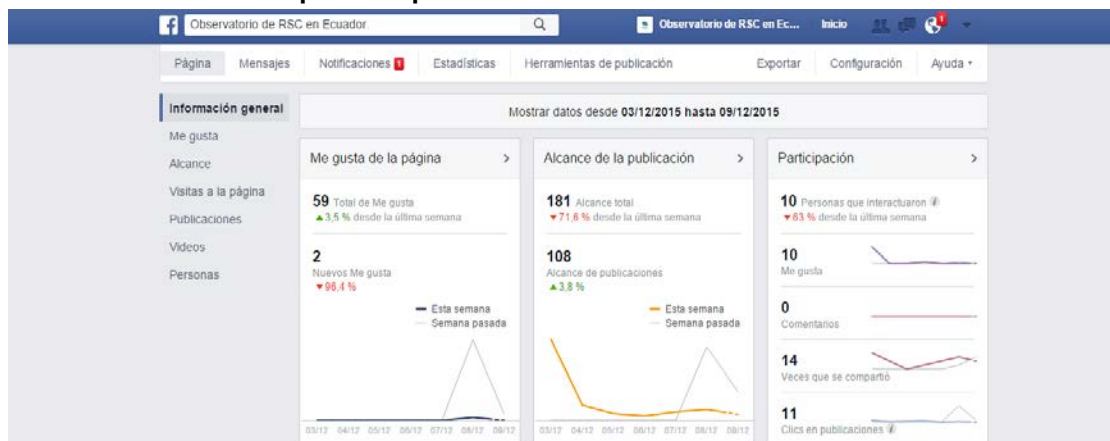 Observatorio de RSC en Ecuador
Observatorio de RSC en Ec... Inicio 1
Página Mensajes Notificaciones 1 Estadísticas Herramientas de publicación Exportar Configuración Ayuda
Información general
Me gusta
Alcance
Visitas a la página
Publicaciones
Videos
Personas
Mostrar datos desde 03/12/2015 hasta 09/12/2015
Me gusta de la página
59 Total de Me gusta
▲3,5 % desde la última semana
2
Nuevos Me gusta
▼96,4 %
Esta semana
Semana pasada
03/12 04/12 05/12 06/12 07/12 08/12 09/12
Alcance de la publicación
181 Alcance total
▼71,6 % desde la última semana
108
Alcance de publicaciones
▲3,8 %
Esta semana
Semana pasada
03/12 04/12 05/12 06/12 07/12 08/12 09/12
Participación
10 Personas que interactuaron
▼63 % desde la última semana
10
Me gusta
0
Comentarios
14
Veces que se compartió
11
Clics en publicaciones